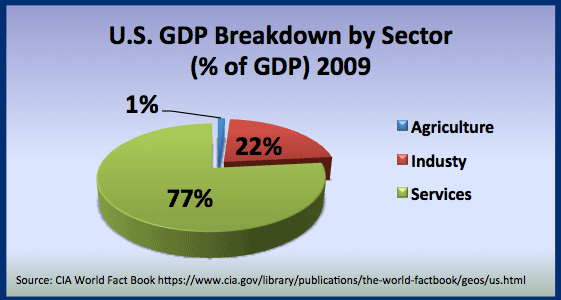 U.S. GDP Breakdown by Sector
(% of GDP) 2009
1%
22%
77%
Agriculture
Industy
Services
Source: CIA World Fact Book https://www.cia.gov/library/publications/the-world-factbook/geos/us.html